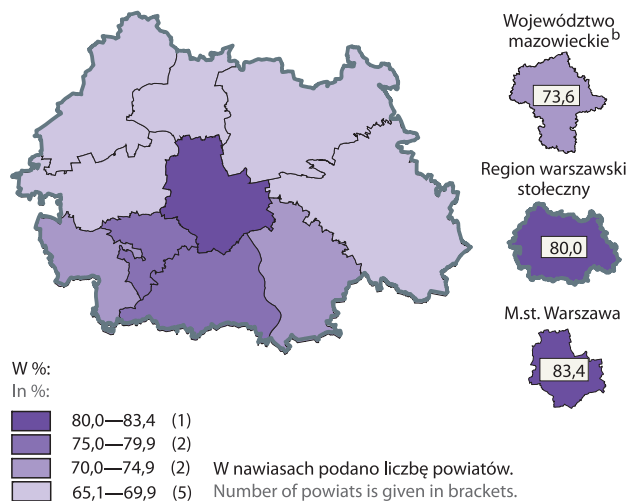 Województwo
mazowieckieᵇ
73,6
Region warszawski
stołeczny
80,0
M.st. Warszawa
83,4
W %:
In %:
80,0—83,4 (1)
75,0—79,9 (2)
70,0—74,9 (2)
65,1—69,9 (5)
W nawiasach podano liczbę powiatów.
Number of powiats is given in brackets.